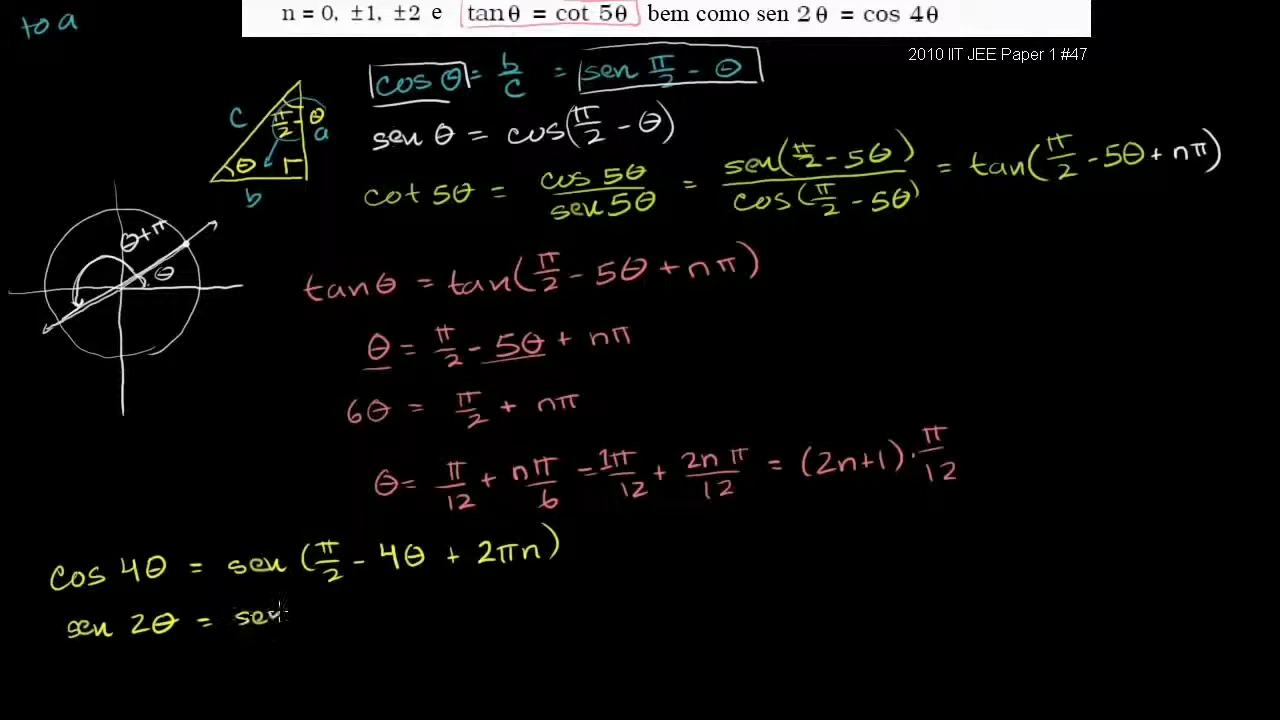 n = 0, ±1, ±2 e tanθ = cot 5θ bem como sen 2θ = cos 4θ
to a
2010 IIT JEE Paper 1 #47
cos θ = b/c = sen π/2 - θ
c π/2 - θ a
θ
b
sen θ = cos(π/2 - θ)
cot 5θ = cos 5θ/sen 5θ = sen(π/2 - 5θ)/cos(π/2 - 5θ) = tan(π/2 - 5θ + nπ)
θ+π
θ
tan θ = tan(π/2 - 5θ + nπ)
θ = π/2 - 5θ + nπ
6θ = π/2 + nπ
θ = π/12 + nπ/6 = 1π/12 + 2nπ/12 = (2n+1)·π/12
cos 4θ = sen (π/2 - 4θ + 2πn)
sen 2θ = sen